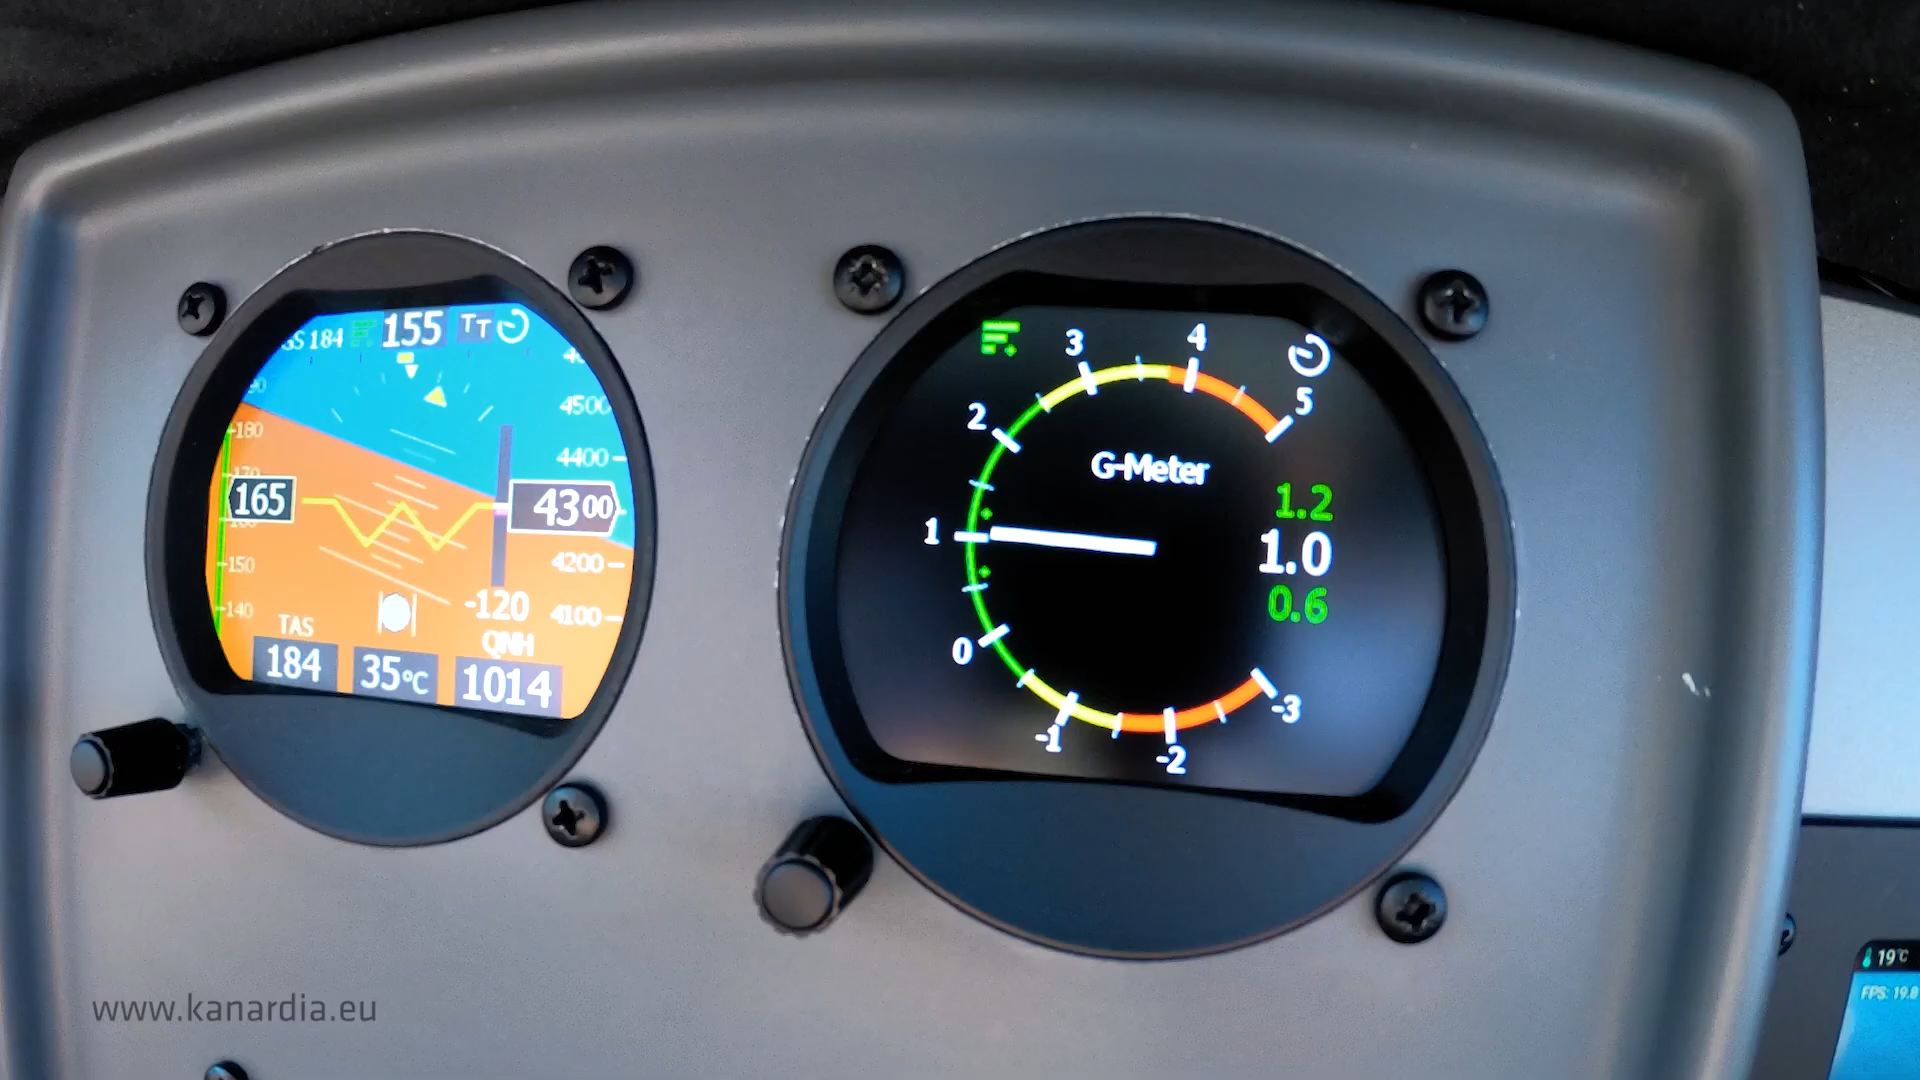 GS 184 155 TT
4500
180
4400
170
165 4300
160
150 4200
140 -120 4100
TAS QNH
184 35°C 1014
3 4
5
2
G-Meter
1.2
1 1.0
0.6
0
-3
-1
-2
19°C
FPS: 19.8
www.kanardia.eu